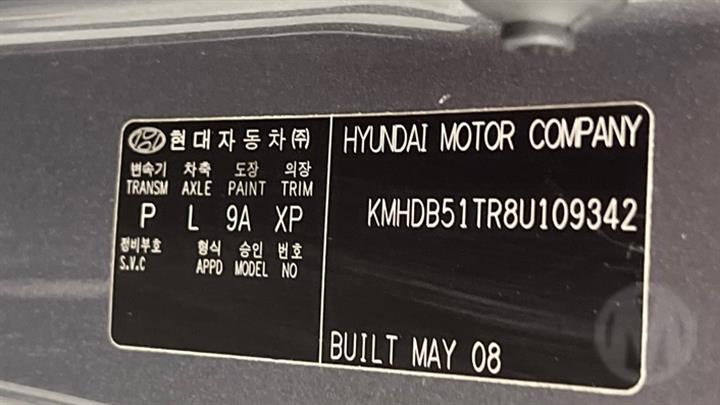 현대자동차㈜
변속기 차축 도장 의장
TRANSM AXLE PAINT TRIM
P L 9A XP
정비부호 형식 승인 번호
S.V.C APPD MODEL NO
HYUNDAI MOTOR COMPANY
KMHDB51TR8U109342
BUILT MAY 08